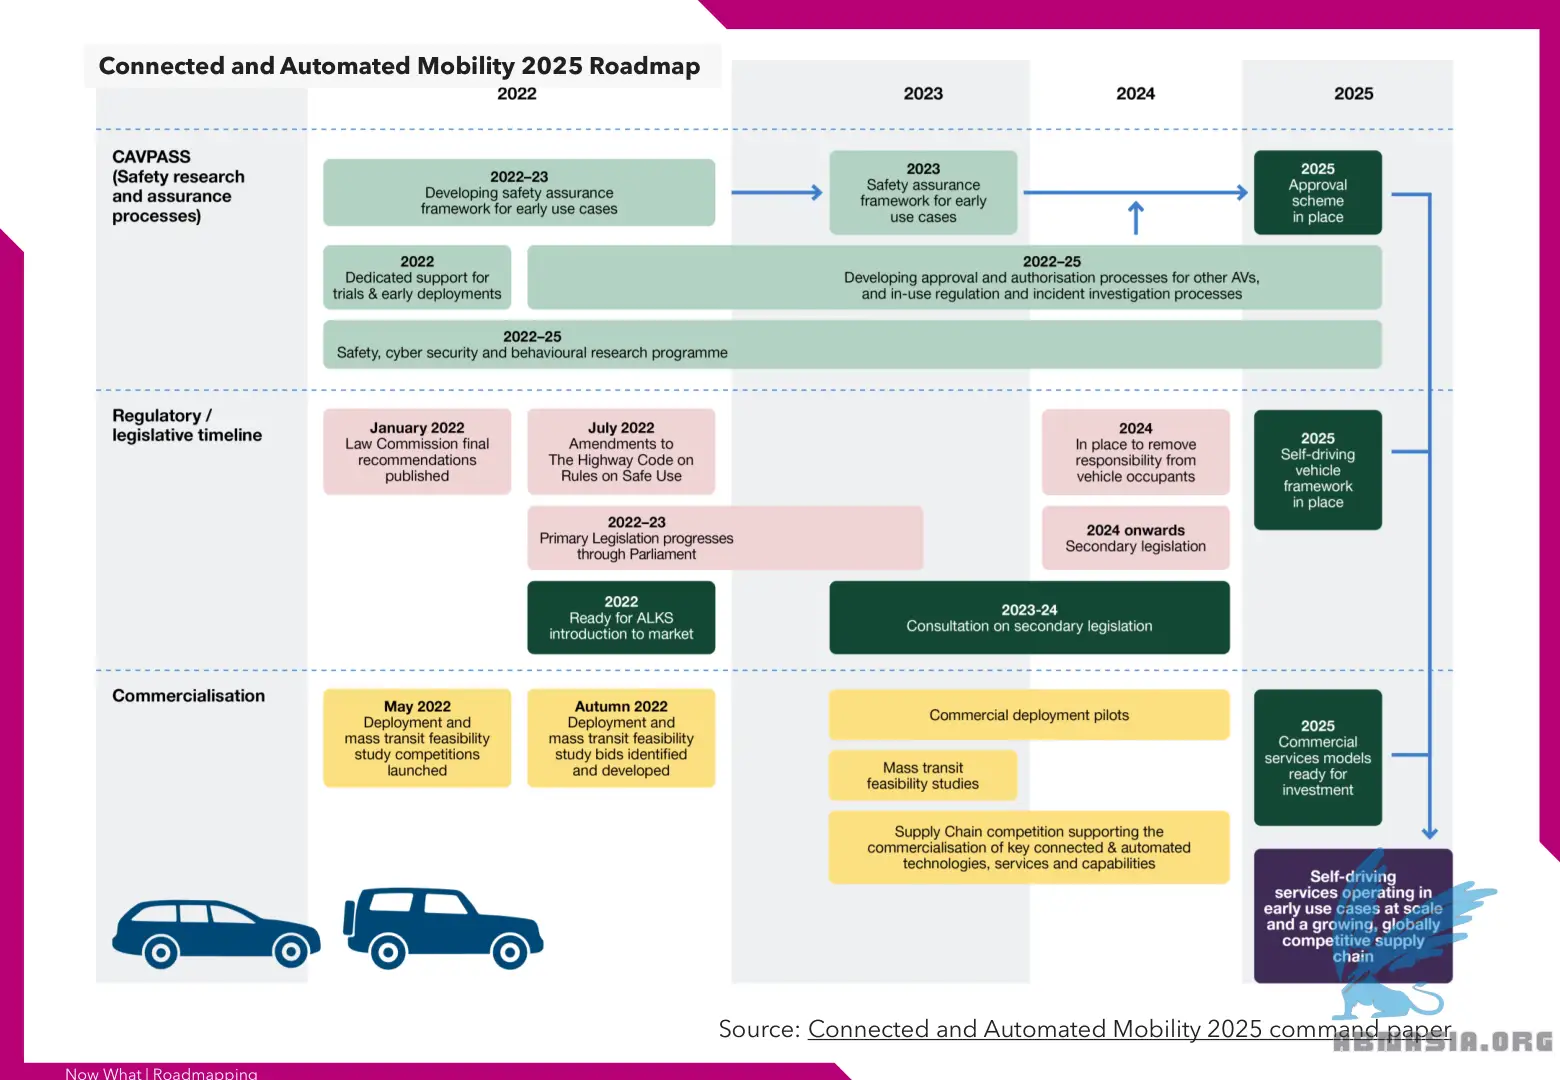 Connected and Automated Mobility 2025 Roadmap
2022
2023
2024
2025
CAVPASS
(Safety research
and assurance
processes)
2022–23
Developing safety assurance
framework for early use cases
2023
Safety assurance
framework for early
use cases
2025
Approval
scheme
in place
2022
Dedicated support for
trials & early deployments
2022–25
Developing approval and authorisation processes for other AVs,
and in-use regulation and incident investigation processes
2022–25
Safety, cyber security and behavioural research programme
Regulatory /
legislative timeline
January 2022
Law Commission final
recommendations
published
July 2022
Amendments to
The Highway Code on
Rules on Safe Use
2024
In place to remove
responsibility from
vehicle occupants
2025
Self-driving
vehicle
framework
in place
2022–23
Primary Legislation progresses
through Parliament
2024 onwards
Secondary legislation
2022
Ready for ALKS
introduction to market
2023-24
Consultation on secondary legislation
Commercialisation
May 2022
Deployment and
mass transit feasibility
study competitions
launched
Autumn 2022
Deployment and
mass transit feasibility
study bids identified
and developed
Commercial deployment pilots
Mass transit
feasibility studies
Supply Chain competition supporting the
commercialisation of key connected & automated
technologies, services and capabilities
2025
Commercial
services models
ready for
investment
Self-driving
services operating in
early use cases at scale
and a growing, globally
competitive supply
chain
Source: Connected and Automated Mobility 2025 command paper
ABMASIA.ORG
Now What | Roadmapping